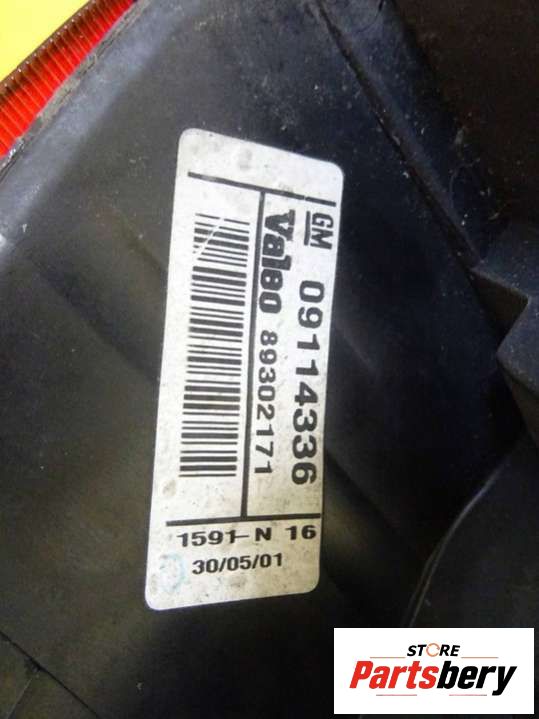 GM 09114336
Valeo 89302171
1591-N 16
30/05/01
STORE
Partsbery